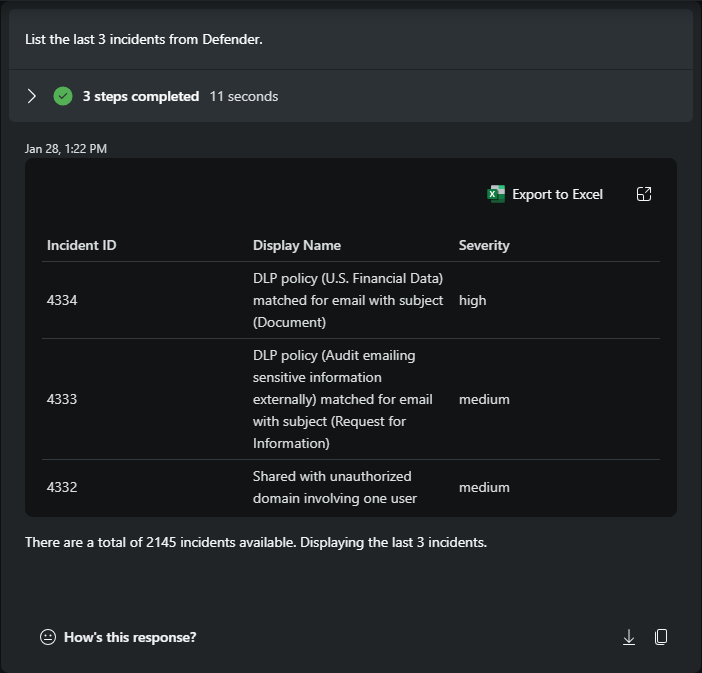 List the last 3 incidents from Defender.
3 steps completed 11 seconds
Jan 28, 1:22 PM
Export to Excel
Incident ID Display Name Severity
DLP policy (U.S. Financial Data)
4334 matched for email with subject high
(Document)
DLP policy (Audit emailing
sensitive information
4333 externally) matched for email medium
with subject (Request for
Information)
Shared with unauthorized
4332 domain involving one user medium
There are a total of 2145 incidents available. Displaying the last 3 incidents.
How's this response?